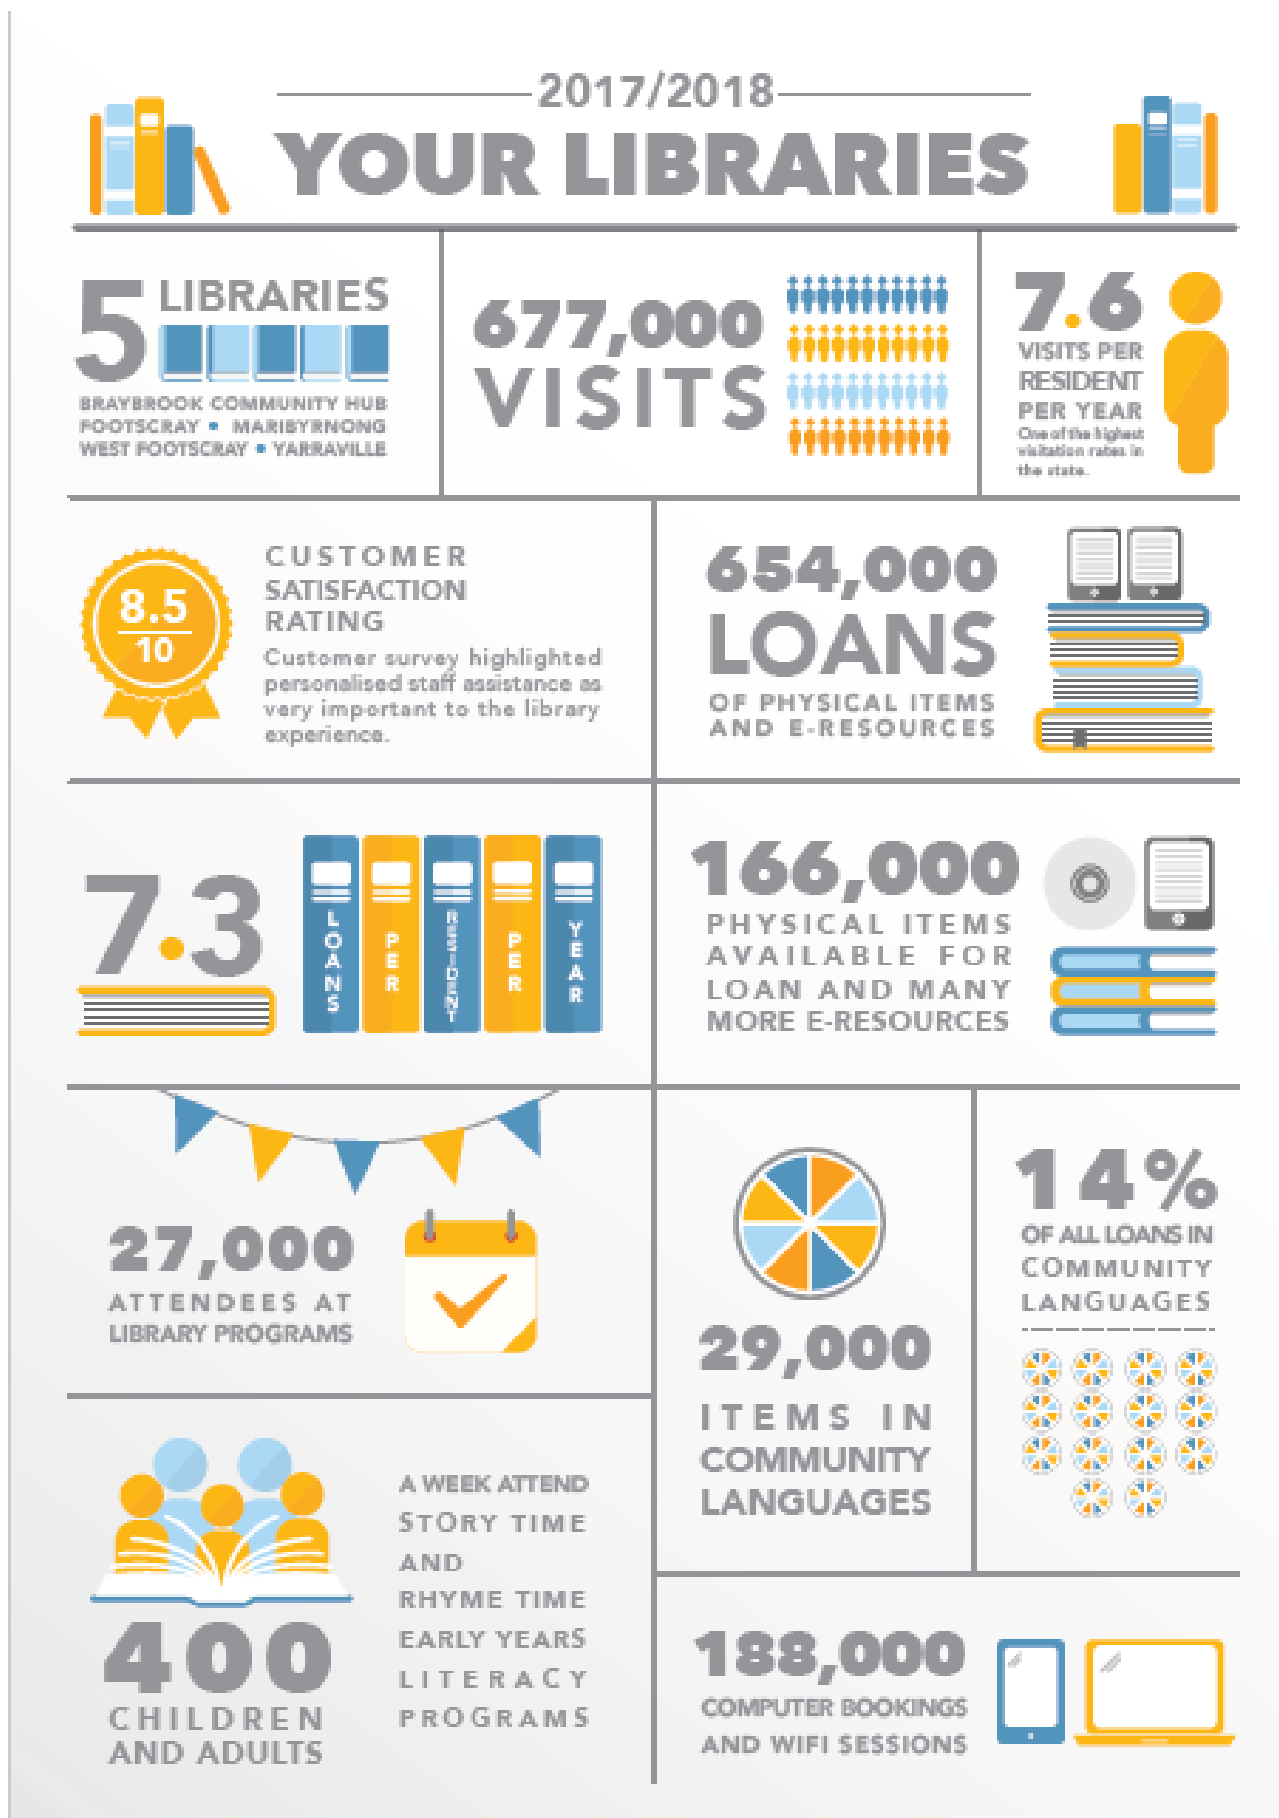 2017/2018
YOUR LIBRARIES
5 LIBRARIES
BRAYBROOK COMMUNITY HUB
FOOTSCRAY • MARIBYRNONG
WEST FOOTSCRAY • YARRAVILLE
677,000
VISITS
7.6
VISITS PER
RESIDENT
PER YEAR
One of the highest
visitation rates in
the state.
8.5
10
CUSTOMER
SATISFACTION
RATING
Customer survey highlighted
personalised staff assistance as
very important to the library
experience.
654,000
LOANS
OF PHYSICAL ITEMS
AND E-RESOURCES
7.3
LOANS
PER
RESIDENT
PER
YEAR
166,000
PHYSICAL ITEMS
AVAILABLE FOR
LOAN AND MANY
MORE E-RESOURCES
27,000
ATTENDEES AT
LIBRARY PROGRAMS
29,000
ITEMS IN
COMMUNITY
LANGUAGES
14%
OF ALL LOANS IN
COMMUNITY
LANGUAGES
400
CHILDREN
AND ADULTS
A WEEK ATTEND
STORY TIME
AND
RHYME TIME
EARLY YEARS
LITERACY
PROGRAMS
188,000
COMPUTER BOOKINGS
AND WIFI SESSIONS